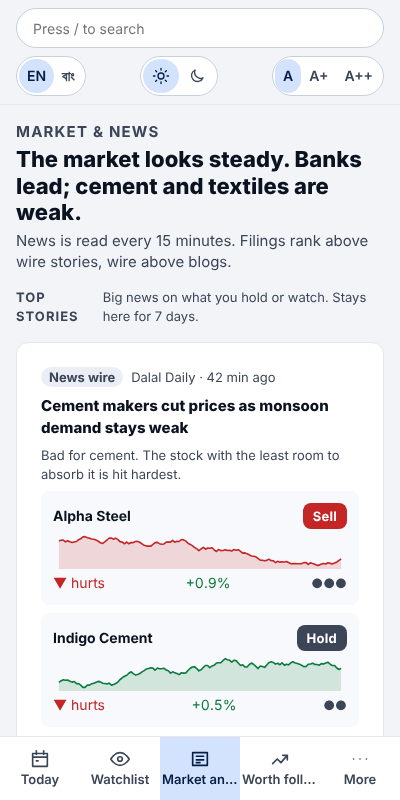 Press / to search
EN বাং A A+ A++
MARKET & NEWS
The market looks steady. Banks
lead; cement and textiles are
weak.
News is read every 15 minutes. Filings rank above
wire stories, wire above blogs.
TOP
STORIES
Big news on what you hold or watch. Stays
here for 7 days.
News wire Dalal Daily · 42 min ago
Cement makers cut prices as monsoon
demand stays weak
Bad for cement. The stock with the least room to
absorb it is hit hardest.
Alpha Steel Sell
▼ hurts +0.9% ●●●
Indigo Cement Hold
▼ hurts +0.5% ●●
Today Watchlist Market an... Worth foll... More